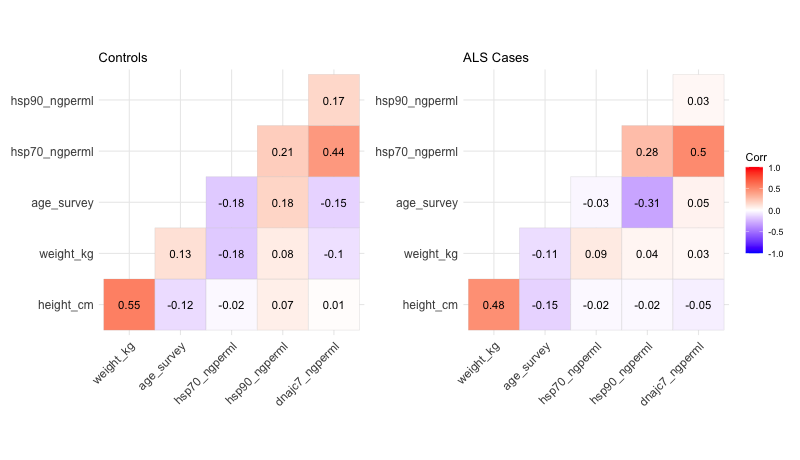 Controls
hsp90_ngperml
0.17
hsp70_ngperml
0.21 0.44
age_survey
-0.18 0.18 -0.15
weight_kg
0.13 -0.18 0.08 -0.1
height_cm
0.55 -0.12 -0.02 0.07 0.01
weight_kg
age_survey
hsp70_ngperml
hsp90_ngperml
dnajc7_ngperml
ALS Cases
hsp90_ngperml
0.03
hsp70_ngperml
0.28 0.5
age_survey
-0.03 -0.31 0.05
weight_kg
-0.11 0.09 0.04 0.03
height_cm
0.48 -0.15 -0.02 -0.02 -0.05
weight_kg
age_survey
hsp70_ngperml
hsp90_ngperml
dnajc7_ngperml
Corr
1.0
0.5
0.0
-0.5
-1.0